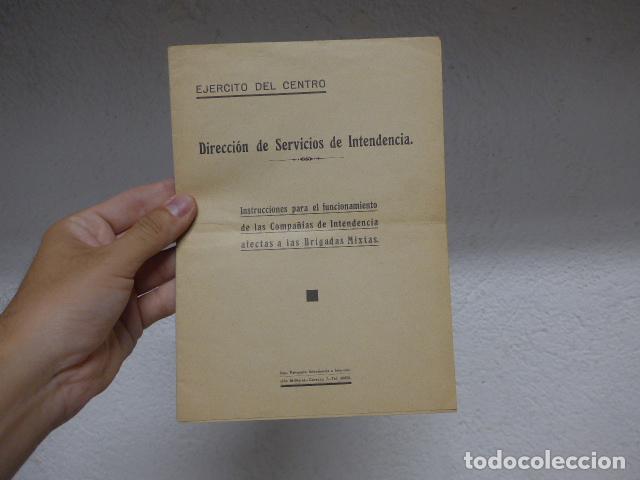 EJERCITO DEL CENTRO
Dirección de Servicios de Intendencia.
Instrucciones para el funcionamiento
de las Compañías de Intendencia
afectas a las Brigadas Mixtas.
todocoleccion.net